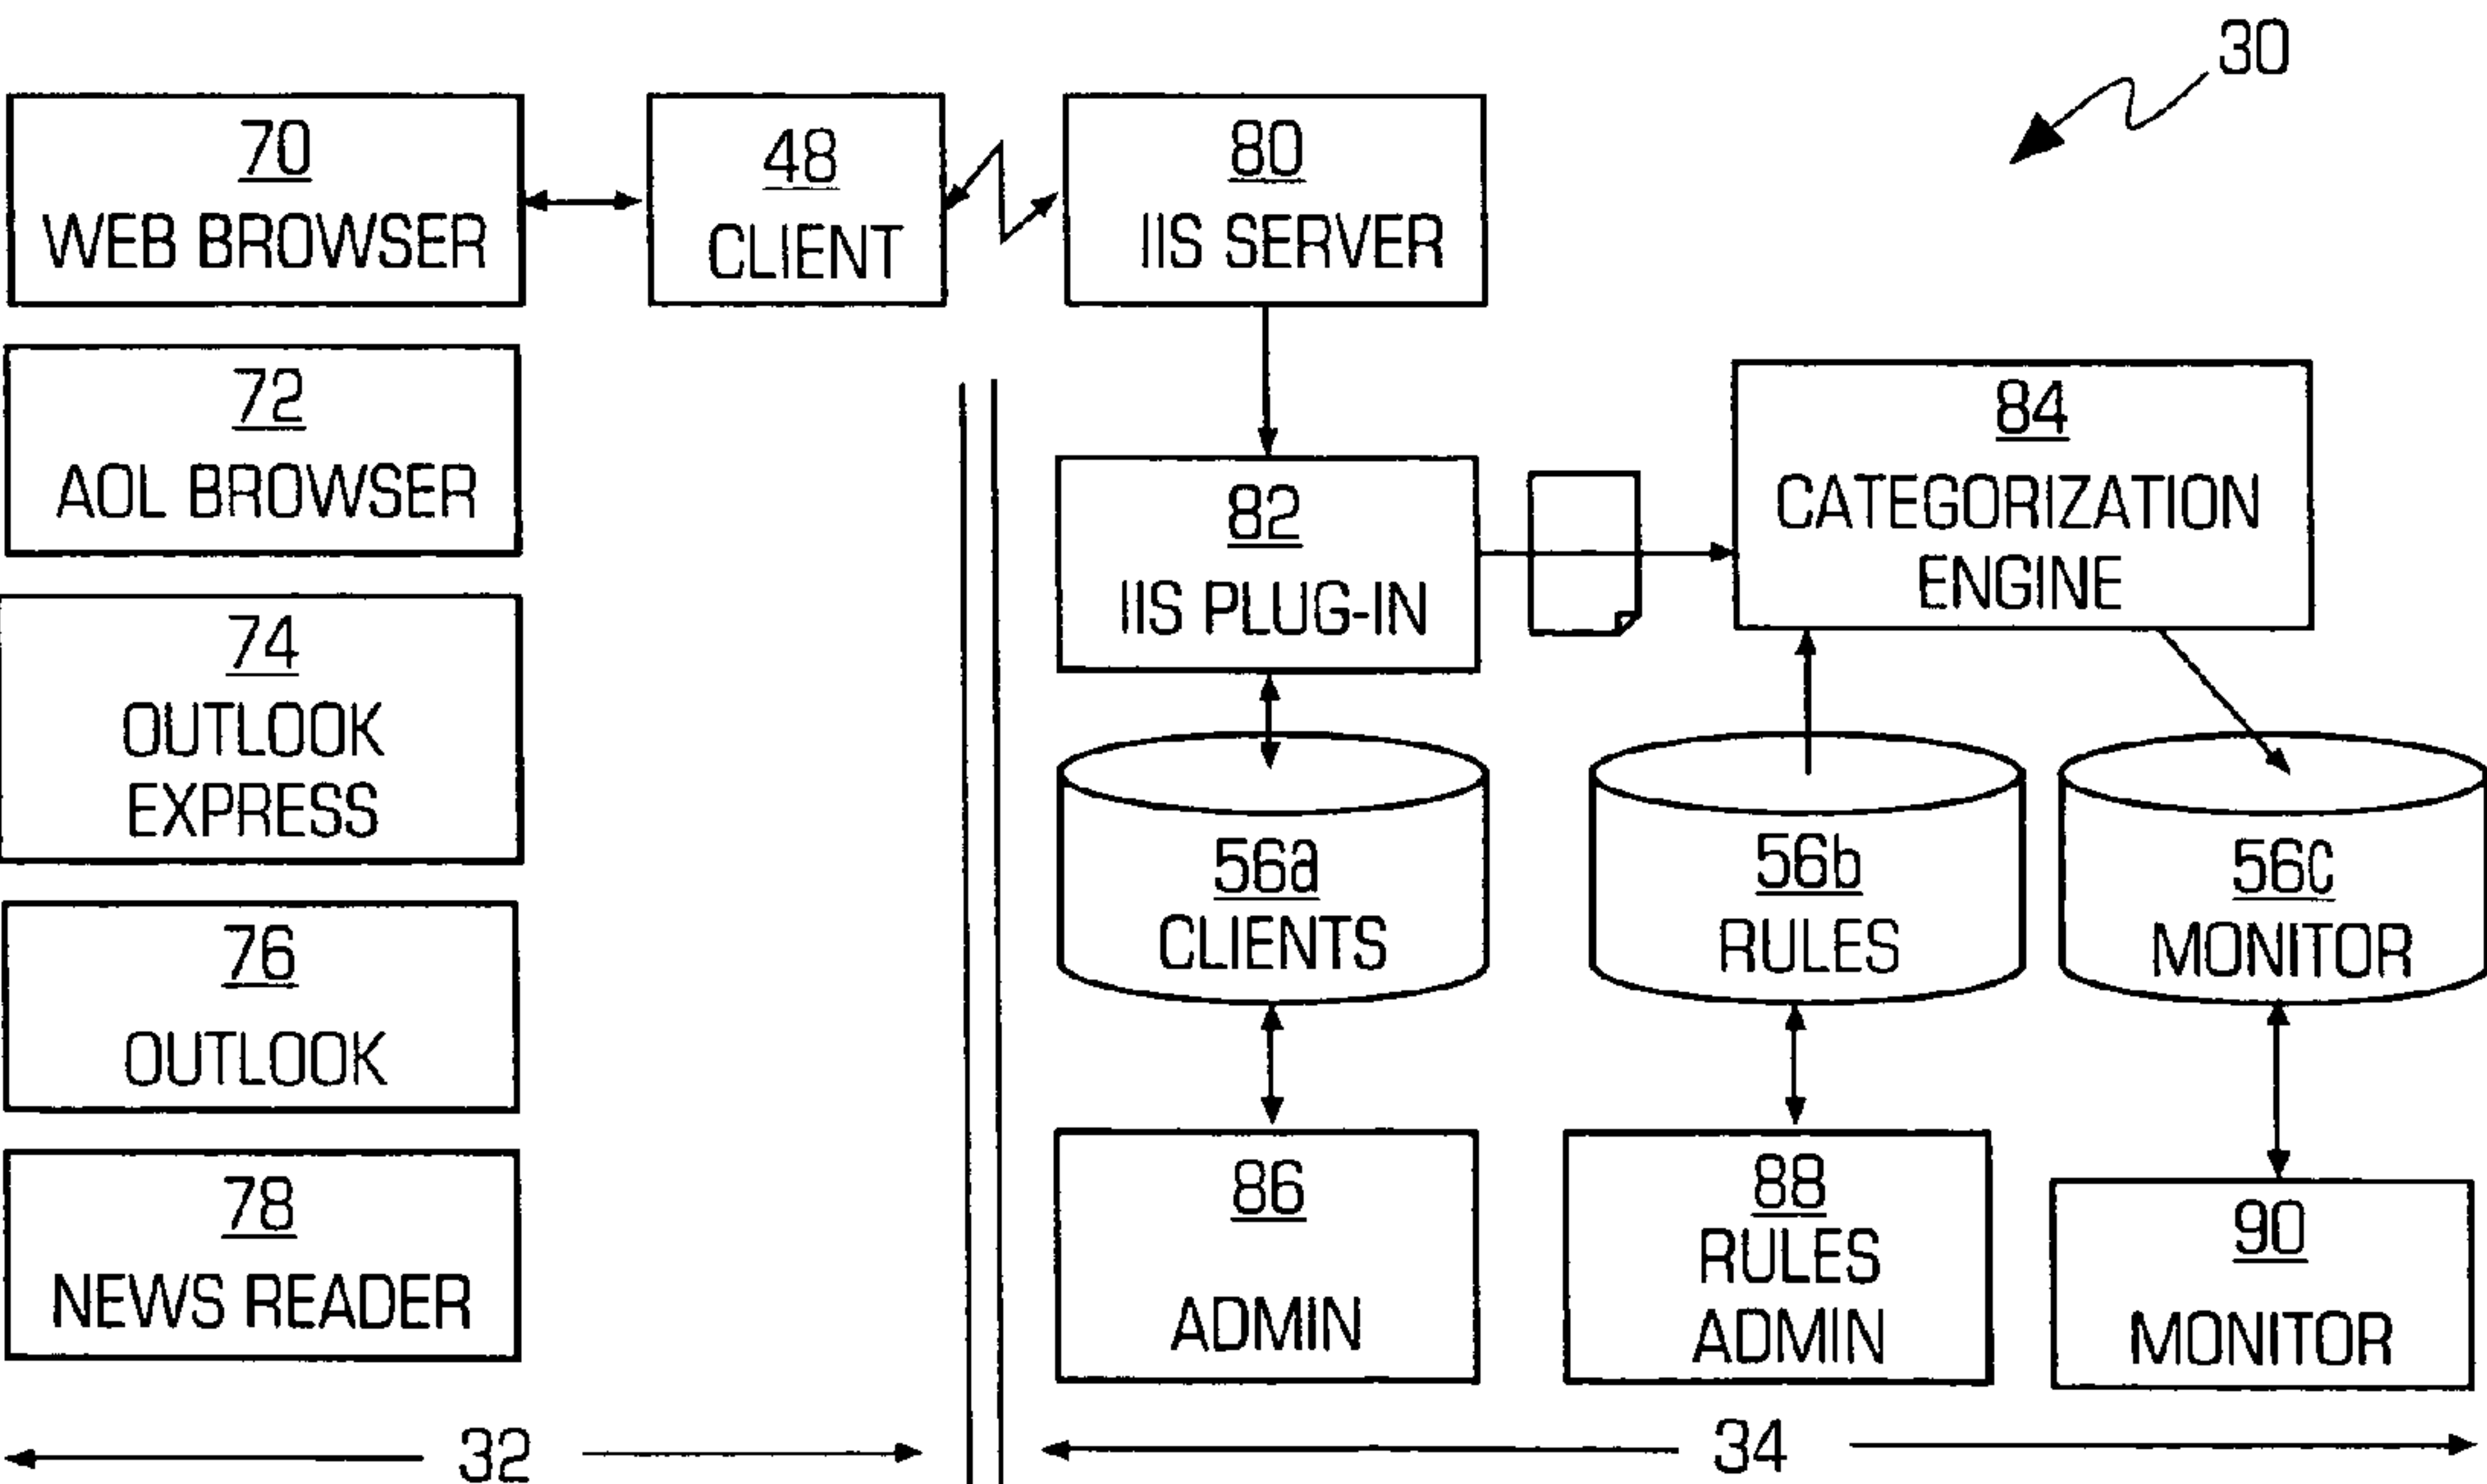 30
70
WEB BROWSER
48
CLIENT
80
IIS SERVER
72
AOL BROWSER
82
IIS PLUG-IN
84
CATEGORIZATION
ENGINE
74
OUTLOOK
EXPRESS
76
OUTLOOK
56a
CLIENTS
56b
RULES
56c
MONITOR
78
NEWS READER
86
ADMIN
88
RULES
ADMIN
90
MONITOR
32
34